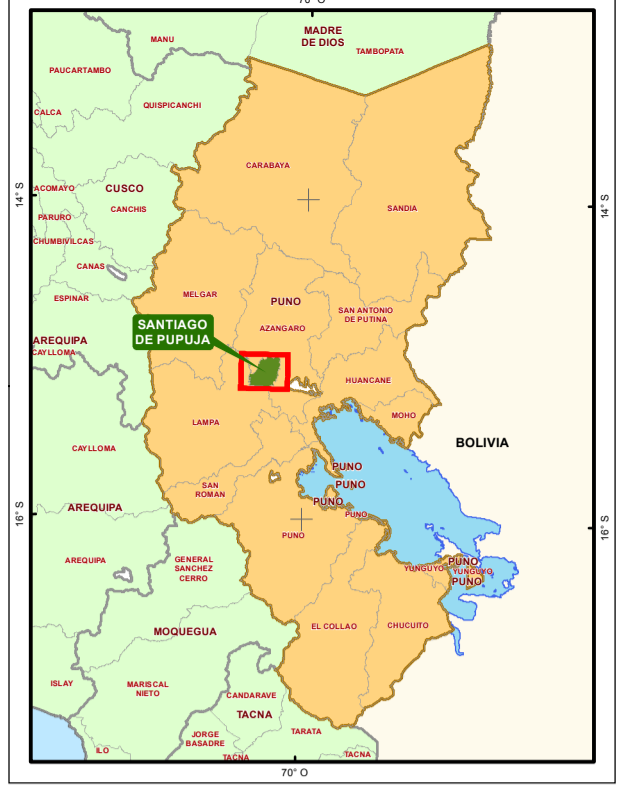 70° O
MADRE
DE DIOS
MANU
TAMBOPATA
PAUCARTAMBO
QUISPICANCHI
CALCA
CARABAYA
14° S
14° S
ACOMAYO
CUSCO
CANCHIS
SANDIA
PARURO
CHUMBIVILCAS
CANAS
ESPINAR
MELGAR
PUNO
SAN ANTONIO
DE PUTINA
AZANGARO
SANTIAGO
DE PUPUJA
AREQUIPA
CAYLLOMA
HUANCANE
MOHO
LAMPA
BOLIVIA
CAYLLOMA
PUNO
PUNO
PUNO
SAN
ROMAN
AREQUIPA
PUNO
16° S
16° S
PUNO
AREQUIPA
GENERAL
SANCHEZ
CERRO
YUNGUYO
PUNO
YUNGUYO
PUNO
MOQUEGUA
EL COLLAO
CHUCUITO
ISLAY
MARISCAL
NIETO
CANDARAVE
TACNA
JORGE
BASADRE
TARATA
ILO
TACNA
TACNA
70° O